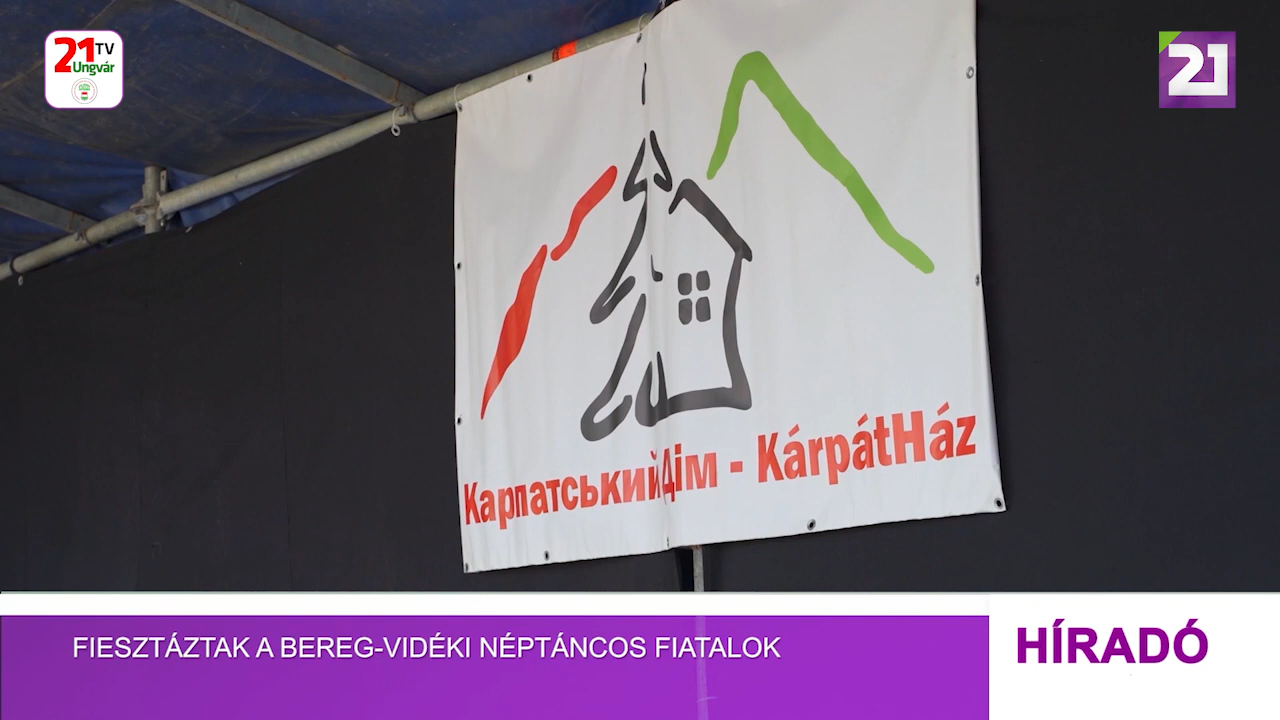 21 TV
Ungvár
21
Карпатський Дім - KárpátHáz
FIESZTÁZTAK A BEREG-VIDÉKI NÉPTÁNCOS FIATALOK
HÍRADÓ